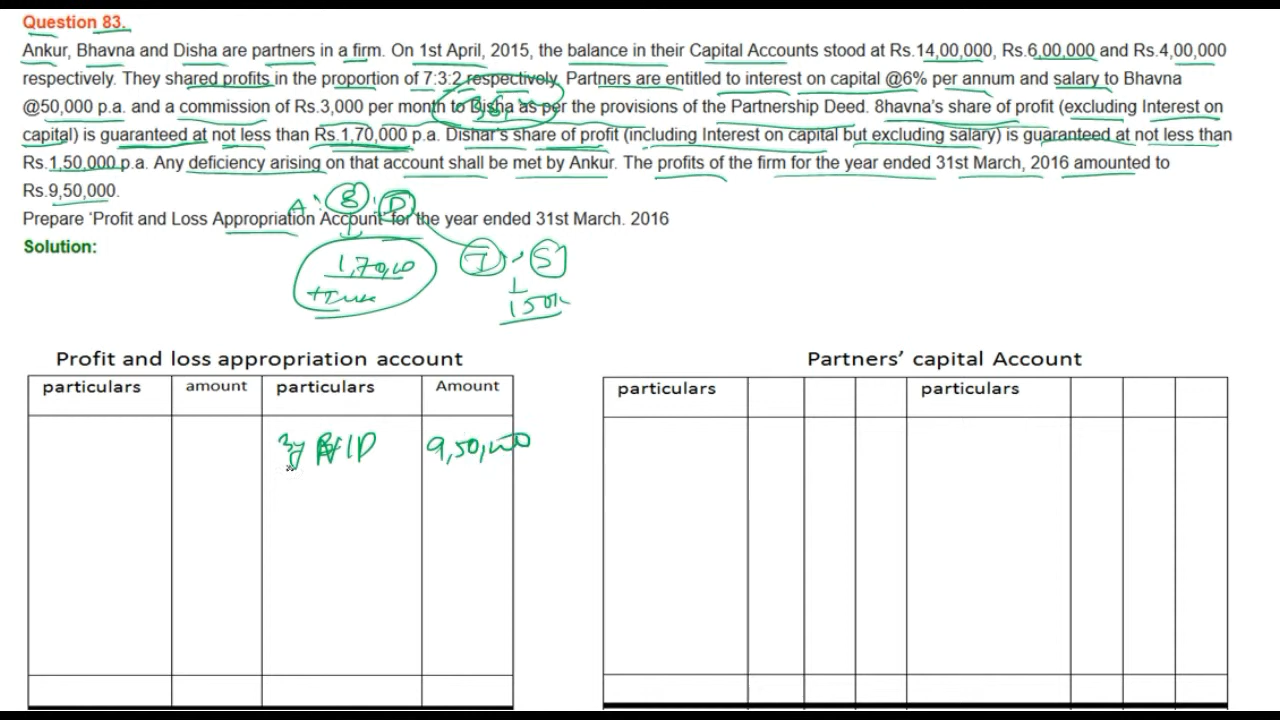 Question 83.
Ankur, Bhavna and Disha are partners in a firm. On 1st April, 2015, the balance in their Capital Accounts stood at Rs.14,00,000, Rs.6,00,000 and Rs.4,00,000
respectively. They shared profits in the proportion of 7:3:2 respectively. Partners are entitled to interest on capital @6% per annum and salary to Bhavna
@50,000 p.a. and a commission of Rs.3,000 per month to Disha as per the provisions of the Partnership Deed. 8havna's share of profit (excluding Interest on
capital) is guaranteed at not less than Rs.1,70,000 p.a. Dishar's share of profit (including Interest on capital but excluding salary) is guaranteed at not less than
Rs.1,50,000 p.a. Any deficiency arising on that account shall be met by Ankur. The profits of the firm for the year ended 31st March, 2016 amounted to
Rs.9,50,000.
A : B : D
Prepare ‘Profit and Loss Appropriation Account’ for the year ended 31st March. 2016
Solution:
1,70,00
150k
Profit and loss appropriation account
Partners’ capital Account
particulars amount particulars Amount
particulars particulars
By 9,50,000